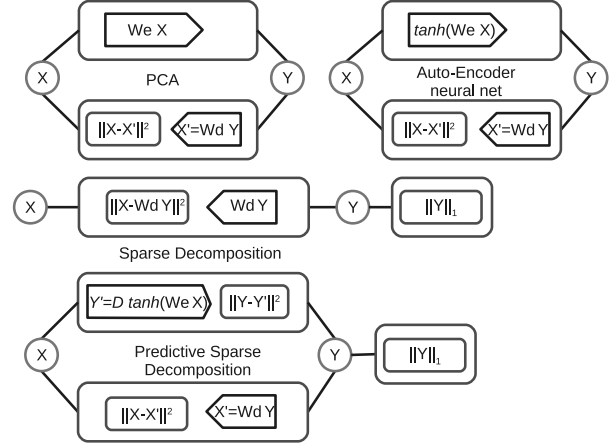 We X
X
Y
PCA
||X-X'||²
X'=Wd Y
tanh(We X)
X
Y
Auto-Encoder
neural net
||X-X'||²
X'=Wd Y
X
||X-Wd Y||²
Wd Y
Y
||Y||₁
Sparse Decomposition
Y'=D tanh(We X)
||Y-Y'||²
X
Predictive Sparse
Decomposition
Y
||Y||₁
||X-X'||²
X'=Wd Y